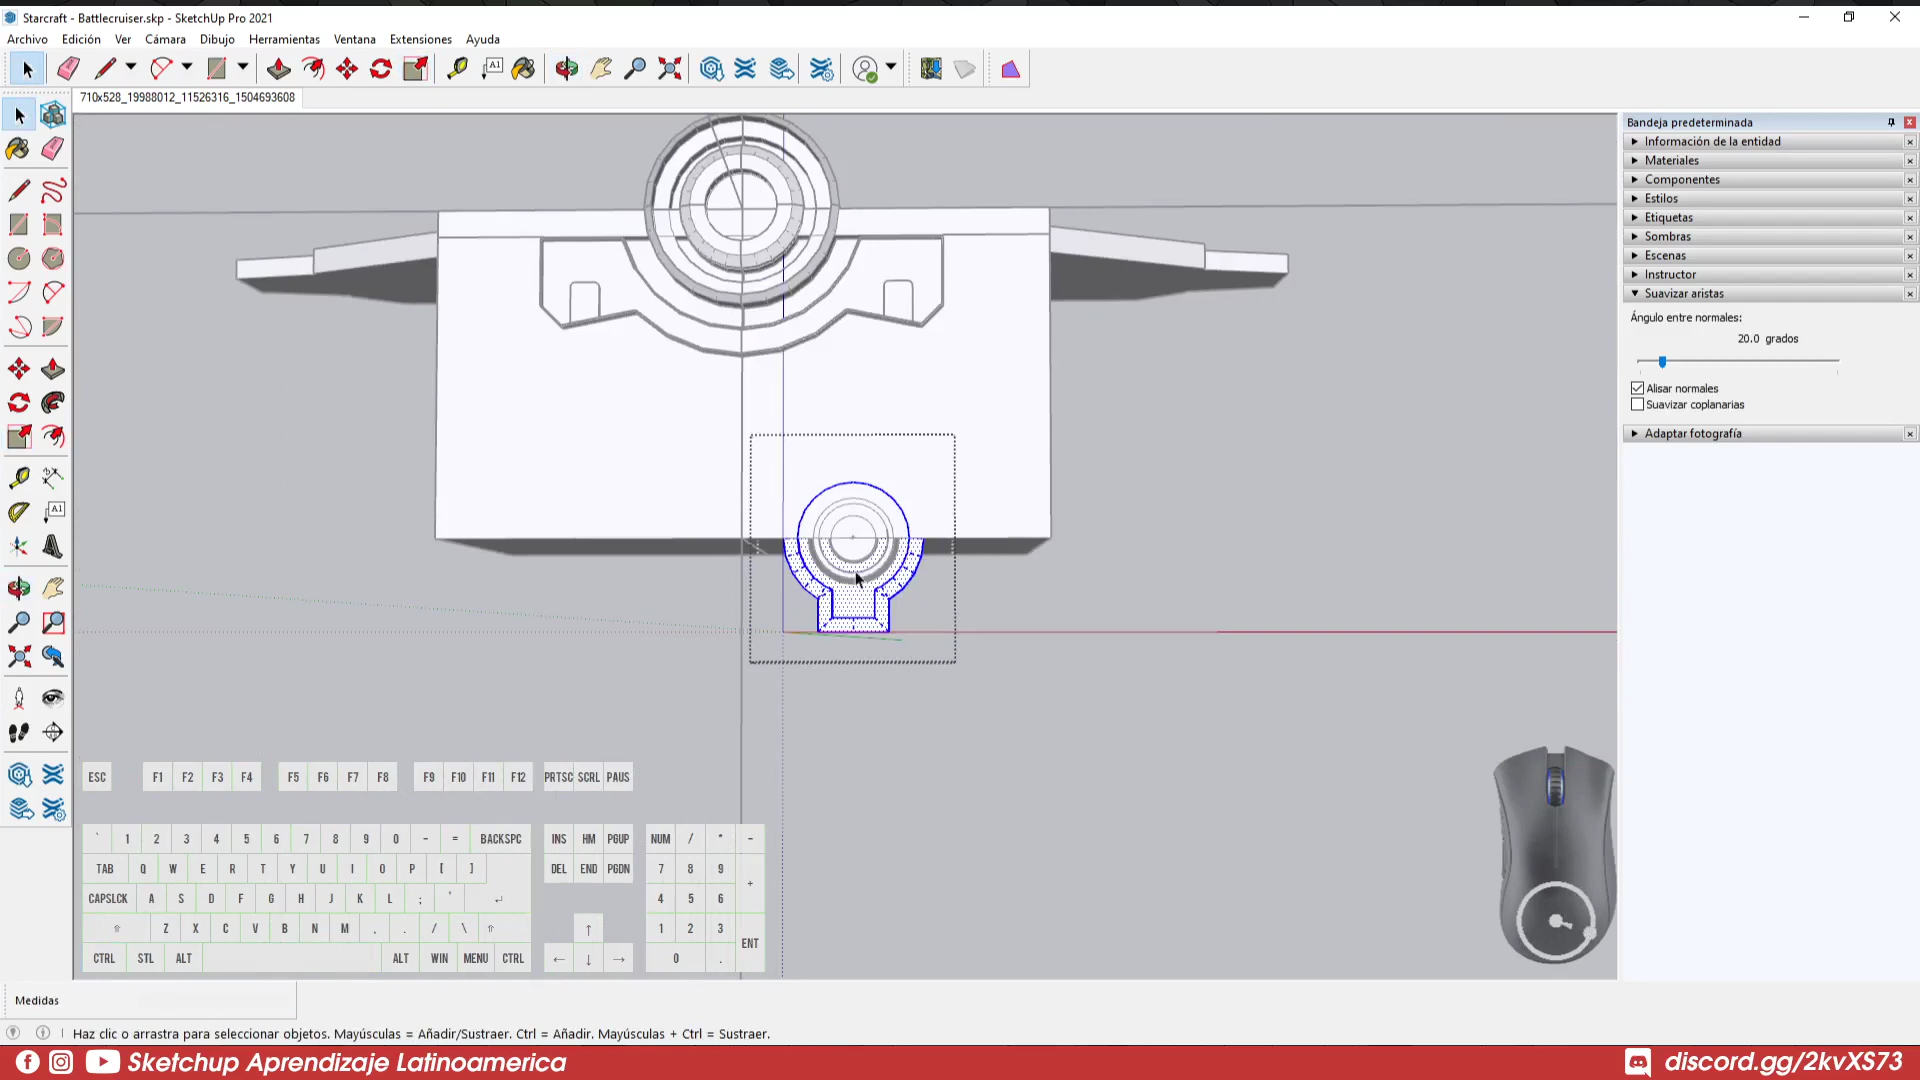 Starcraft - Battlecruiser.skp - SketchUp Pro 2021
Archivo Edición Ver Cámara Dibujo Herramientas Ventana Extensiones Ayuda
A1
710x528_19988012_11526316_1504693608
A1
Bandeja predeterminada
Información de la entidad
Materiales
Componentes
Estilos
Etiquetas
Sombras
Escenas
Instructor
Suavizar aristas
Ángulo entre normales:
20.0 grados
Alisar normales
Suavizar coplanarias
Adaptar fotografía
ESC F1 F2 F3 F4 F5 F6 F7 F8 F9 F10 F11 F12 PRTSC SCRL PAUS
` 1 2 3 4 5 6 7 8 9 0 - = BACKSPC INS HM PGUP NUM / * -
TAB Q W E R T Y U I O P [ ] DEL END PGDN 7 8 9 +
CAPSLCK A S D F G H J K L ; ' ↵ 4 5 6
⇧ Z X C V B N M , . / \ ⇧ ↑ 1 2 3 ENT
CTRL STL ALT ALT WIN MENU CTRL ← ↓ → 0 .
Medidas
Haz clic o arrastra para seleccionar objetos. Mayúsculas = Añadir/Sustraer. Ctrl = Añadir. Mayúsculas + Ctrl = Sustraer.
Sketchup Aprendizaje Latinoamerica
discord.gg/2kvXS73